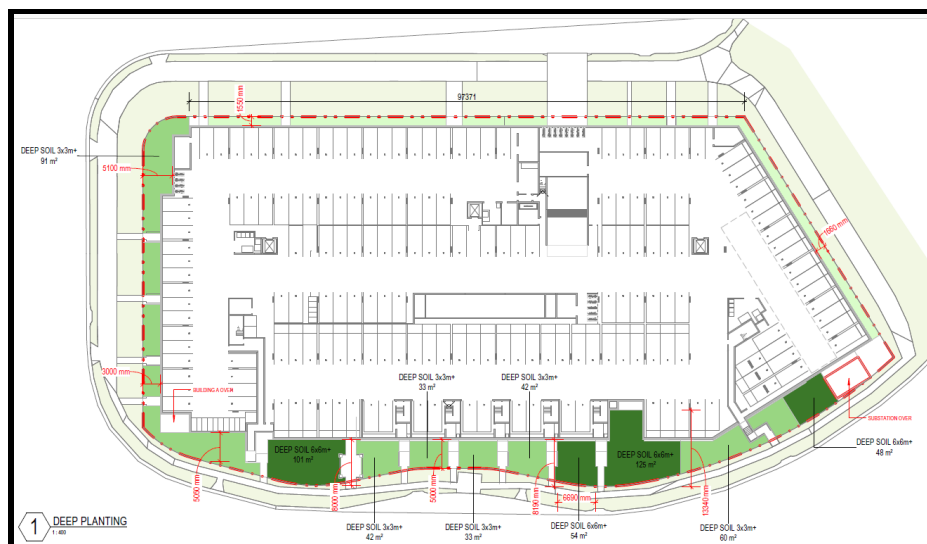 97371
1550 mm
DEEP SOIL 3x3m+
91 m²
5100 mm
1660 mm
3000 mm
BUILDING A OVER
DEEP SOIL 3x3m+
33 m²
DEEP SOIL 3x3m+
42 m²
SUBSTATION OVER
DEEP SOIL 6x6m+
48 m²
DEEP SOIL 6x6m+
101 m²
DEEP SOIL 6x6m+
125 m²
5050 mm
8000 mm
5000 mm
8190 mm
6690 mm
13340 mm
DEEP SOIL 3x3m+
42 m²
DEEP SOIL 3x3m+
33 m²
DEEP SOIL 6x6m+
54 m²
DEEP SOIL 3x3m+
60 m²
1
DEEP PLANTING